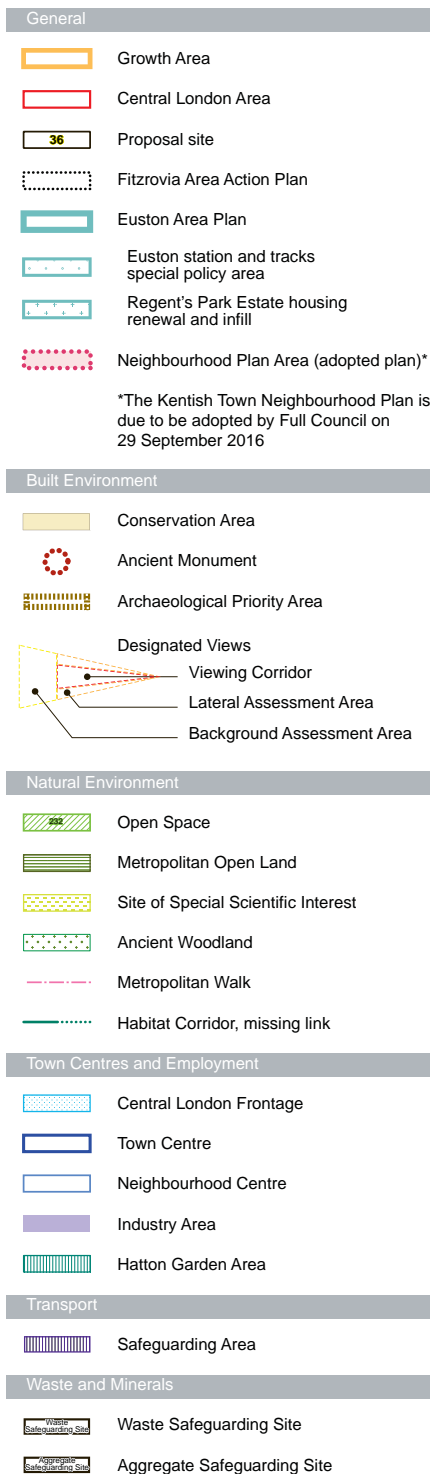 General
Growth Area
Central London Area
36 Proposal site
Fitzrovia Area Action Plan
Euston Area Plan
Euston station and tracks
special policy area
Regent's Park Estate housing
renewal and infill
Neighbourhood Plan Area (adopted plan)*
*The Kentish Town Neighbourhood Plan is
due to be adopted by Full Council on
29 September 2016
Built Environment
Conservation Area
Ancient Monument
Archaeological Priority Area
Designated Views
Viewing Corridor
Lateral Assessment Area
Background Assessment Area
Natural Environment
232 Open Space
Metropolitan Open Land
Site of Special Scientific Interest
Ancient Woodland
Metropolitan Walk
Habitat Corridor, missing link
Town Centres and Employment
Central London Frontage
Town Centre
Neighbourhood Centre
Industry Area
Hatton Garden Area
Transport
Safeguarding Area
Waste and Minerals
Waste
Safeguarding Site
Waste Safeguarding Site
Aggregate
Safeguarding Site
Aggregate Safeguarding Site